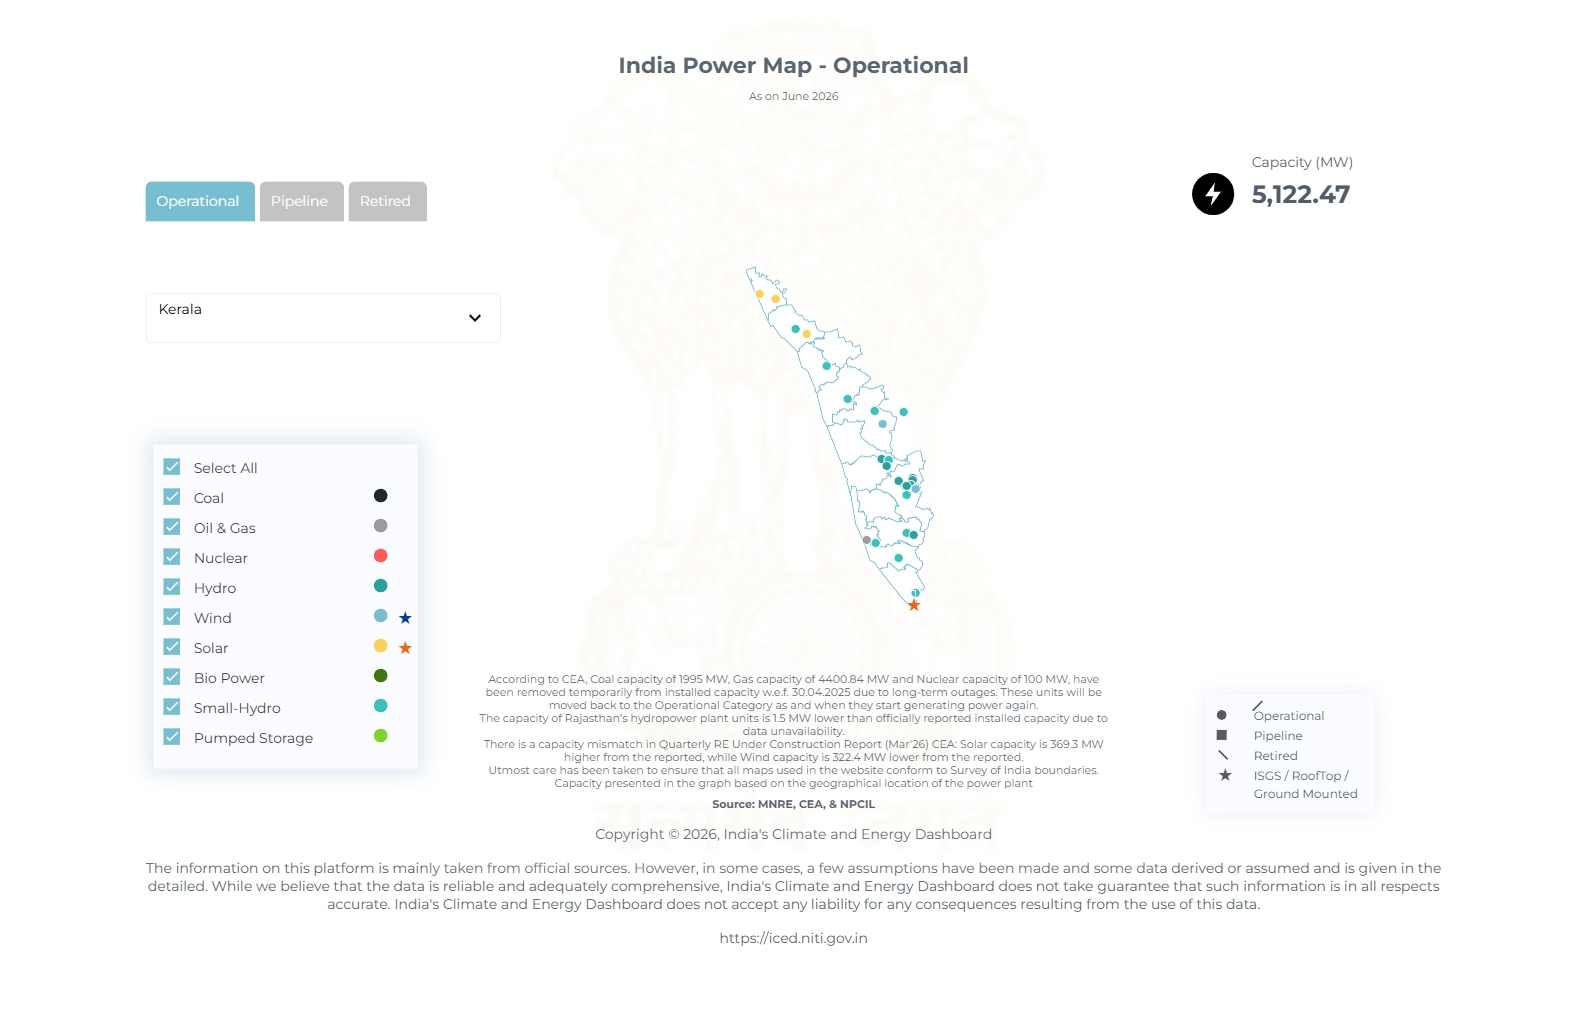 India Power Map - Operational
As on June 2026
Capacity (MW)
5,122.47
Operational
Pipeline
Retired
Kerala
Select All
Coal
Oil & Gas
Nuclear
Hydro
Wind
Solar
Bio Power
Small-Hydro
Pumped Storage
According to CEA, Coal capacity of 1995 MW, Gas capacity of 4400.84 MW and Nuclear capacity of 100 MW, have
been removed temporarily from installed capacity w.e.f. 30.04.2025 due to long-term outages. These units will be
moved back to the Operational Category as and when they start generating power again.
The capacity of Rajasthan's hydropower plant units is 1.5 MW lower than officially reported installed capacity due to
data unavailability.
There is a capacity mismatch in Quarterly RE Under Construction Report (Mar'26) CEA: Solar capacity is 369.3 MW
higher from the reported, while Wind capacity is 322.4 MW lower from the reported.
Utmost care has been taken to ensure that all maps used in the website conform to Survey of India boundaries.
Capacity presented in the graph based on the geographical location of the power plant
Source: MNRE, CEA, & NPCIL
Operational
Pipeline
Retired
ISGS / RoofTop /
Ground Mounted
Copyright © 2026, India's Climate and Energy Dashboard
The information on this platform is mainly taken from official sources. However, in some cases, a few assumptions have been made and some data derived or assumed and is given in the
detailed. While we believe that the data is reliable and adequately comprehensive, India's Climate and Energy Dashboard does not take guarantee that such information is in all respects
accurate. India's Climate and Energy Dashboard does not accept any liability for any consequences resulting from the use of this data.
https://iced.niti.gov.in